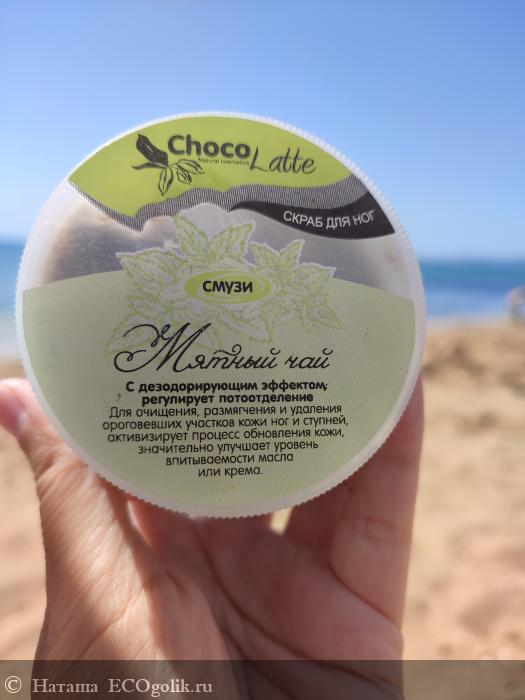 Choco Latte
Natural cosmetics
СКРАБ ДЛЯ НОГ
СМУЗИ
Мятный чай
С дезодорирующим эффектом,
регулирует потоотделение
Для очищения, размягчения и удаления
ороговевших участков кожи ног и ступней,
активизирует процесс обновления кожи,
значительно улучшает уровень
впитываемости масла
или крема.
© Наташа ECOgolik.ru